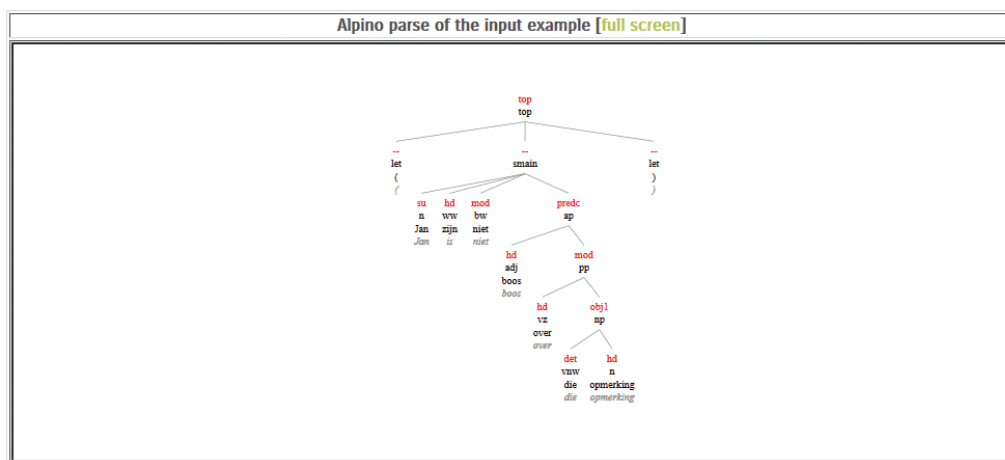 Alpino parse of the input example [full screen]
top
top
-- -- --
let smain let
( )
( )
su hd mod predc
n ww bw ap
Jan zijn niet
Jan is niet
hd mod
adj pp
boos
boos
hd obj1
vz np
over
over
det hd
vnw n
die opmerking
die opmerking